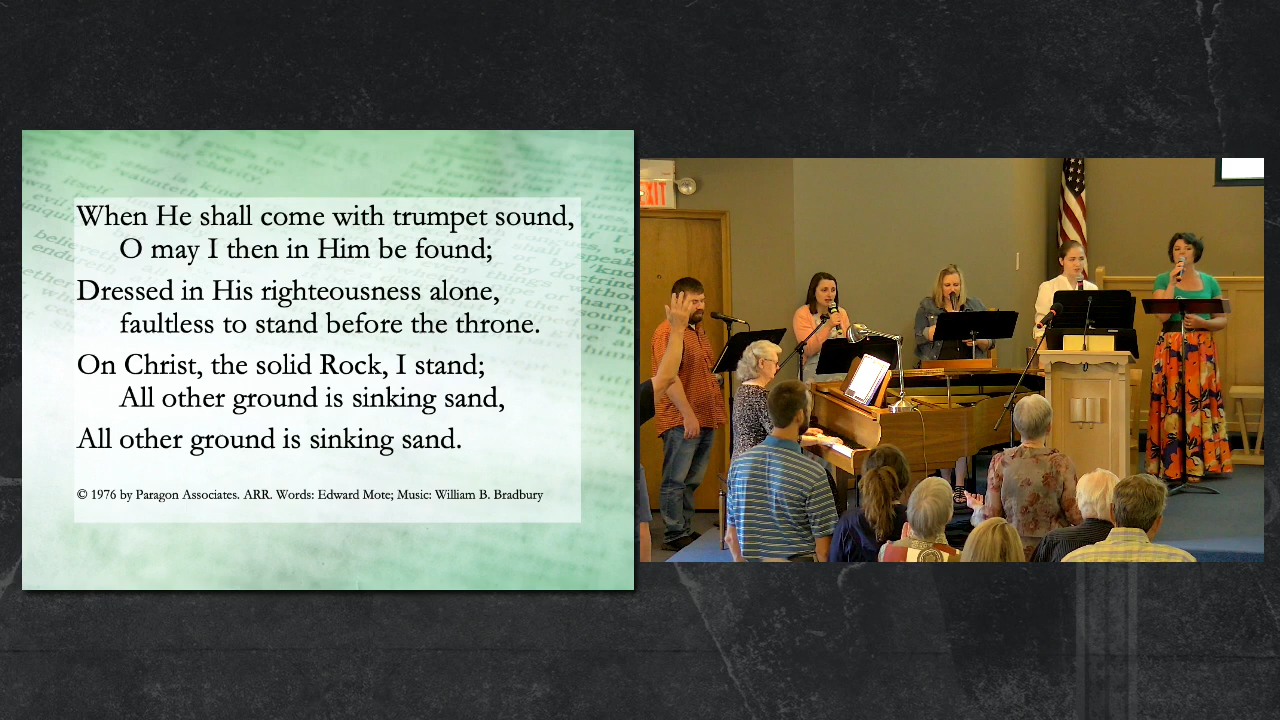 When He shall come with trumpet sound,
O may I then in Him be found;
Dressed in His righteousness alone,
faultless to stand before the throne.
On Christ, the solid Rock, I stand;
All other ground is sinking sand,
All other ground is sinking sand.
© 1976 by Paragon Associates. ARR. Words: Edward Mote; Music: William B. Bradbury
EXIT